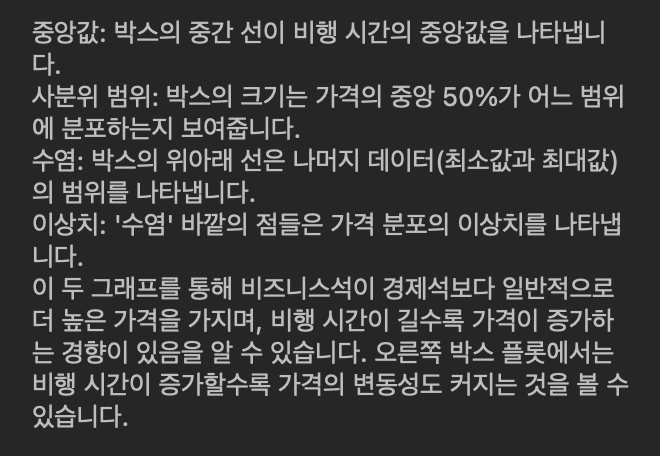 중앙값: 박스의 중간 선이 비행 시간의 중앙값을 나타냅니
다.
사분위 범위: 박스의 크기는 가격의 중앙 50%가 어느 범위
에 분포하는지 보여줍니다.
수염: 박스의 위아래 선은 나머지 데이터(최소값과 최대값)
의 범위를 나타냅니다.
이상치: '수염' 바깥의 점들은 가격 분포의 이상치를 나타냅
니다.
이 두 그래프를 통해 비즈니스석이 경제석보다 일반적으로
더 높은 가격을 가지며, 비행 시간이 길수록 가격이 증가하
는 경향이 있음을 알 수 있습니다. 오른쪽 박스 플롯에서는
비행 시간이 증가할수록 가격의 변동성도 커지는 것을 볼 수
있습니다.